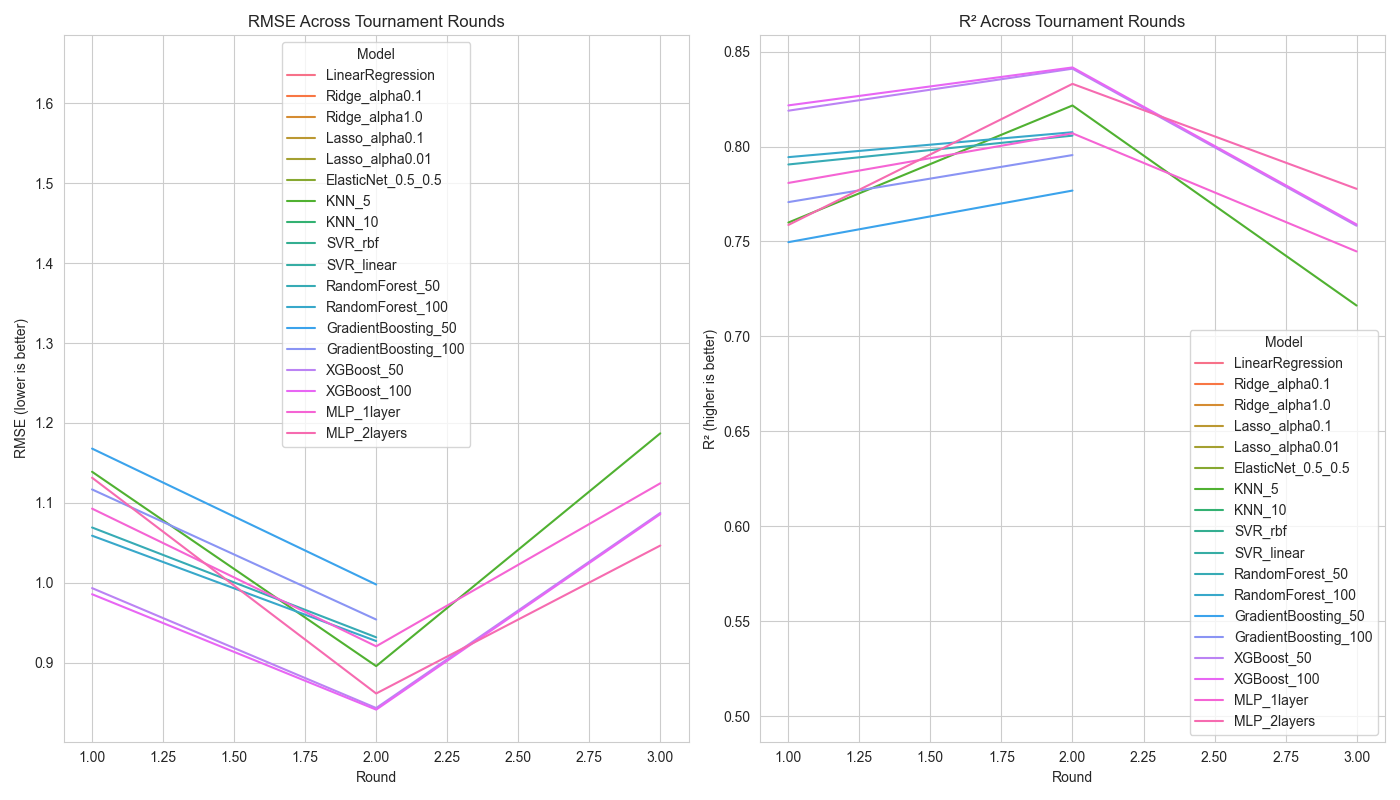 RMSE Across Tournament Rounds
RMSE (lower is better)
1.6
1.5
1.4
1.3
1.2
1.1
1.0
0.9
Model
LinearRegression
Ridge_alpha0.1
Ridge_alpha1.0
Lasso_alpha0.1
Lasso_alpha0.01
ElasticNet_0.5_0.5
KNN_5
KNN_10
SVR_rbf
SVR_linear
RandomForest_50
RandomForest_100
GradientBoosting_50
GradientBoosting_100
XGBoost_50
XGBoost_100
MLP_1layer
MLP_2layers
1.00 1.25 1.50 1.75 2.00 2.25 2.50 2.75 3.00
Round
R² Across Tournament Rounds
R² (higher is better)
0.85
0.80
0.75
0.70
0.65
0.60
0.55
0.50
Model
LinearRegression
Ridge_alpha0.1
Ridge_alpha1.0
Lasso_alpha0.1
Lasso_alpha0.01
ElasticNet_0.5_0.5
KNN_5
KNN_10
SVR_rbf
SVR_linear
RandomForest_50
RandomForest_100
GradientBoosting_50
GradientBoosting_100
XGBoost_50
XGBoost_100
MLP_1layer
MLP_2layers
1.00 1.25 1.50 1.75 2.00 2.25 2.50 2.75 3.00
Round